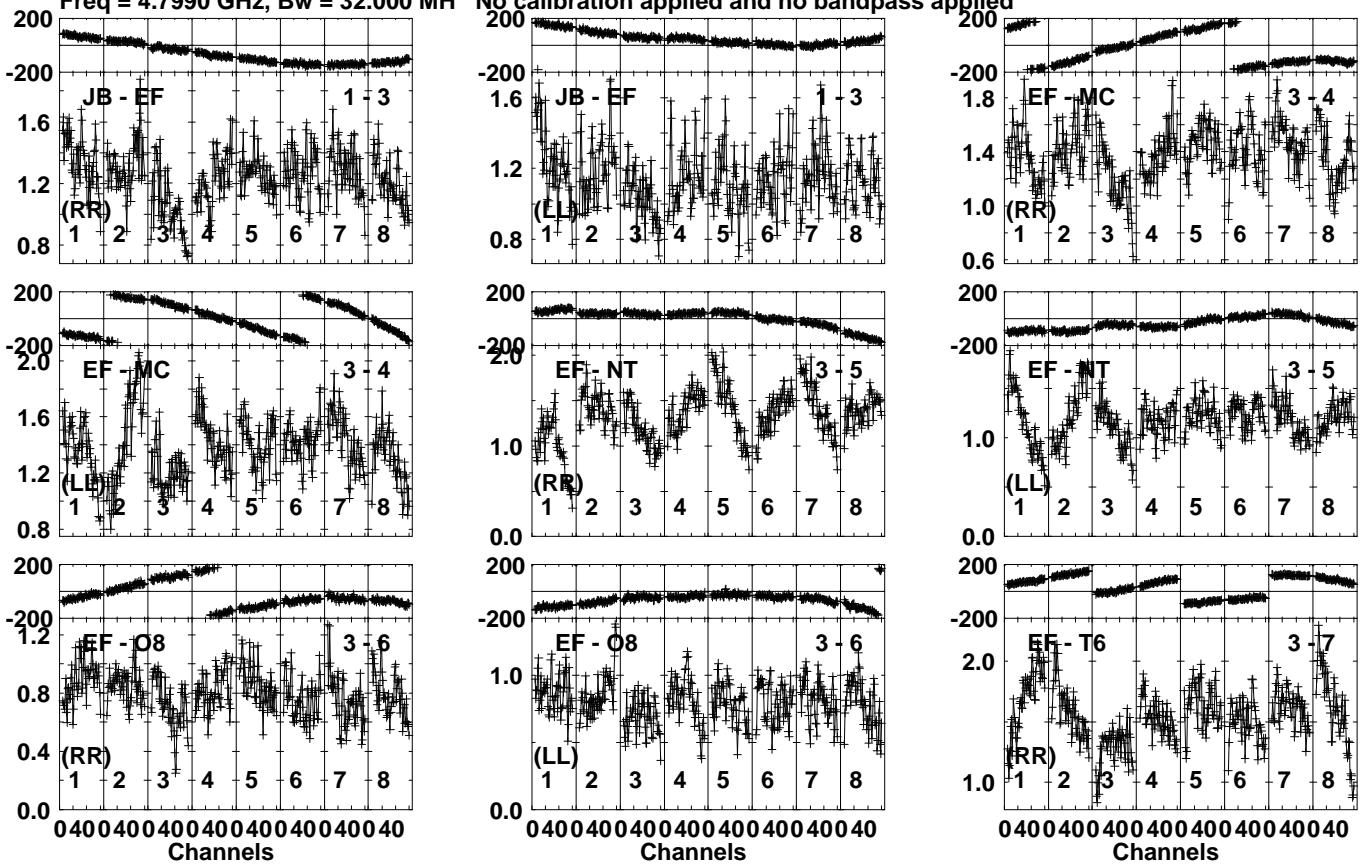 Freq = 4.7990 GHz, Bw = 32.000 MH No calibration applied and no bandpass applied
200 200 200
-200 -200 -200
JB - EF 1 - 3 JB - EF 1 - 3 EF - MC 3 - 4
1.6 1.6 1.8
1.2 1.2 1.4
(RR) (LL) 1.0 (RR)
1 2 3 4 5 6 7 8 1 2 3 4 5 6 7 8 1 2 3 4 5 6 7 8
0.8 0.8 0.6
200 200 200
-200 -200 -200
2.0 2.0
EF - MC 3 - 4 EF - NT 3 - 5 EF - NT 3 - 5
1.6
1.0 1.0
1.2
(LL) (RR) (LL)
1 2 3 4 5 6 7 8 1 2 3 4 5 6 7 8 1 2 3 4 5 6 7 8
0.8 0.0 0.0
200 200 200
-200 -200 -200
1.2 EF - O8 3 - 6 EF - O8 3 - 6 EF - T6 3 - 7
1.0 2.0
0.8
0.4 (RR) (LL) (RR)
1 2 3 4 5 6 7 8 1 2 3 4 5 6 7 8 1.0 1 2 3 4 5 6 7 8
0.0 0.0
0 40 0 40 0 40 0 40 0 40 0 40 0 40 0 40 0 40 0 40 0 40 0 40 0 40 0 40 0 40 0 40 0 40 0 40 0 40 0 40 0 40 0 40 0 40 0 40
Channels Channels Channels